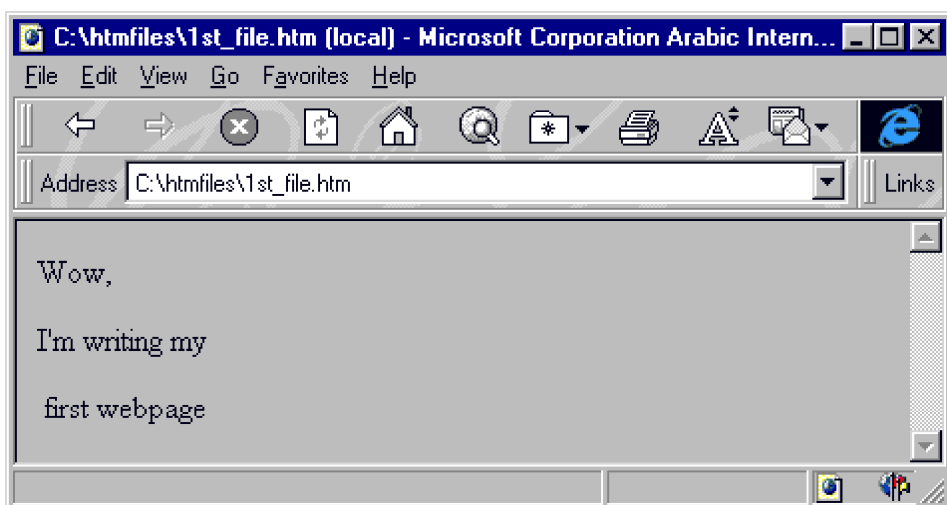 C:\htmfiles\1st_file.htm (local) - Microsoft Corporation Arabic Intern...
File Edit View Go Favorites Help
Address C:\htmfiles\1st_file.htm Links
Wow,
I'm writing my
first webpage